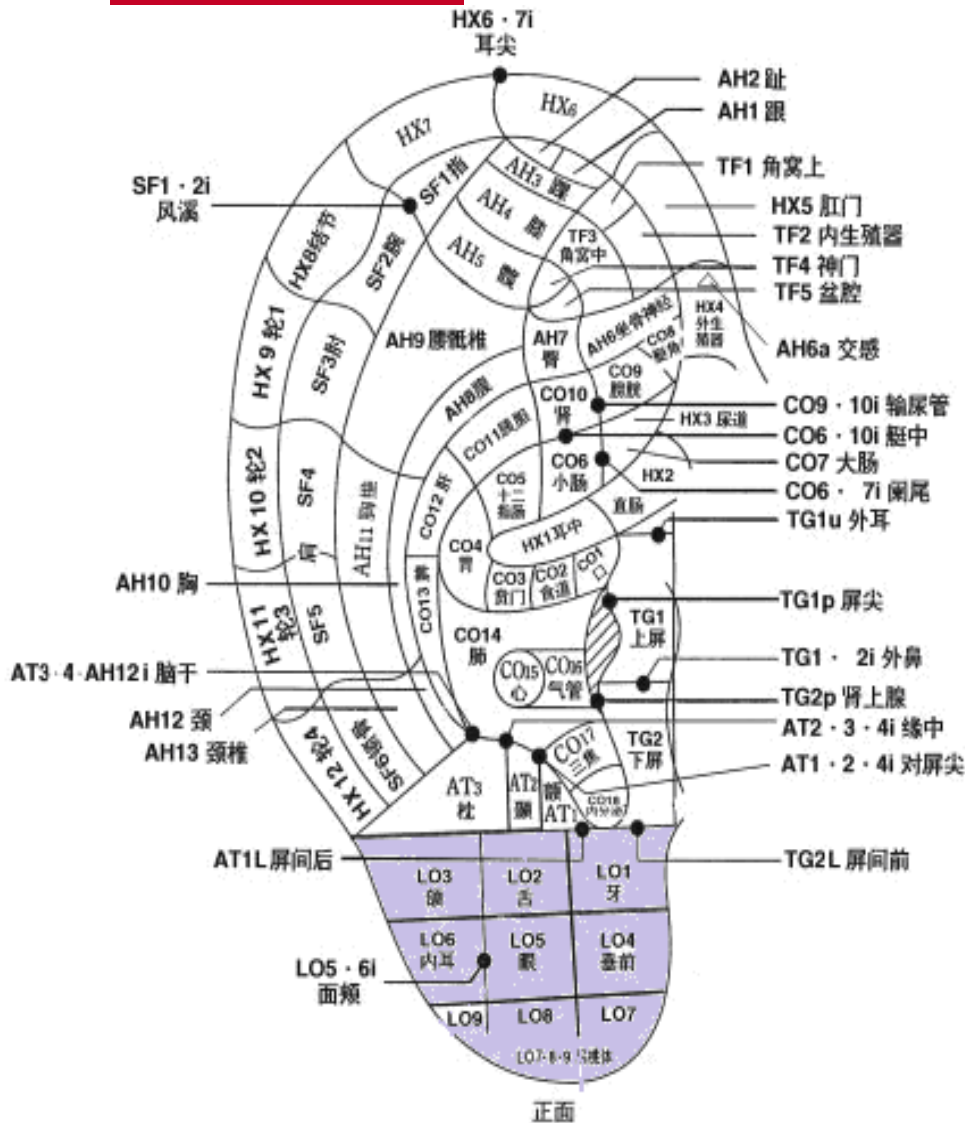 HX6·7i
耳尖
HX6
HX7
AH2 趾
AH1 跟
TF1 角窝上
HX5 肛门
TF2 内生殖器
TF4 神门
TF5 盆腔
AH6a 交感
CO9·10i 输尿管
CO6·10i 艇中
CO7 大肠
CO6·7i 阑尾
TG1u 外耳
TG1p 屏尖
TG1·2i 外鼻
TG2p 肾上腺
AT2·3·4i 缘中
AT1·2·4i 对屏尖
TG2L 屏间前
SF1·2i
风溪
AH10 胸
AT3·4·AH12i 脑干
AH12 颈
AH13 颈椎
AT1L 屏间后
LO5·6i
面颊
HX8结节
HX9 轮1
HX10 轮2
HX11
轮3
HX12 轮4
SF1指
SF2腕
SF3肘
SF4
肩
SF5
SF6锁骨
AH3 踝
AH4 膝
AH5 髋
TF3
角窝中
AH9 腰骶椎
AH7
臀
AH6坐骨神经
HX4
外生
殖器
AH8腹
AH11 胸椎
CO8
艇角
CO9
膀胱
CO10
肾
CO11胰胆
CO12 肝
HX3 尿道
HX2
直肠
CO6
小肠
CO5
十二
指肠
CO4
胃
HX1耳中
CO3
贲门
CO2
食道
CO1
口
CO13 脾
CO14
肺
CO15
心
CO16
气管
TG1
上屏
TG2
下屏
CO17
三焦
CO18
内分泌
AT3
枕
AT2
颞
额
AT1
LO3
颌
LO2
舌
LO1
牙
LO6
内耳
LO5
眼
LO4
垂前
LO9
LO8
LO7
LO7·8·9 扁桃体
正面